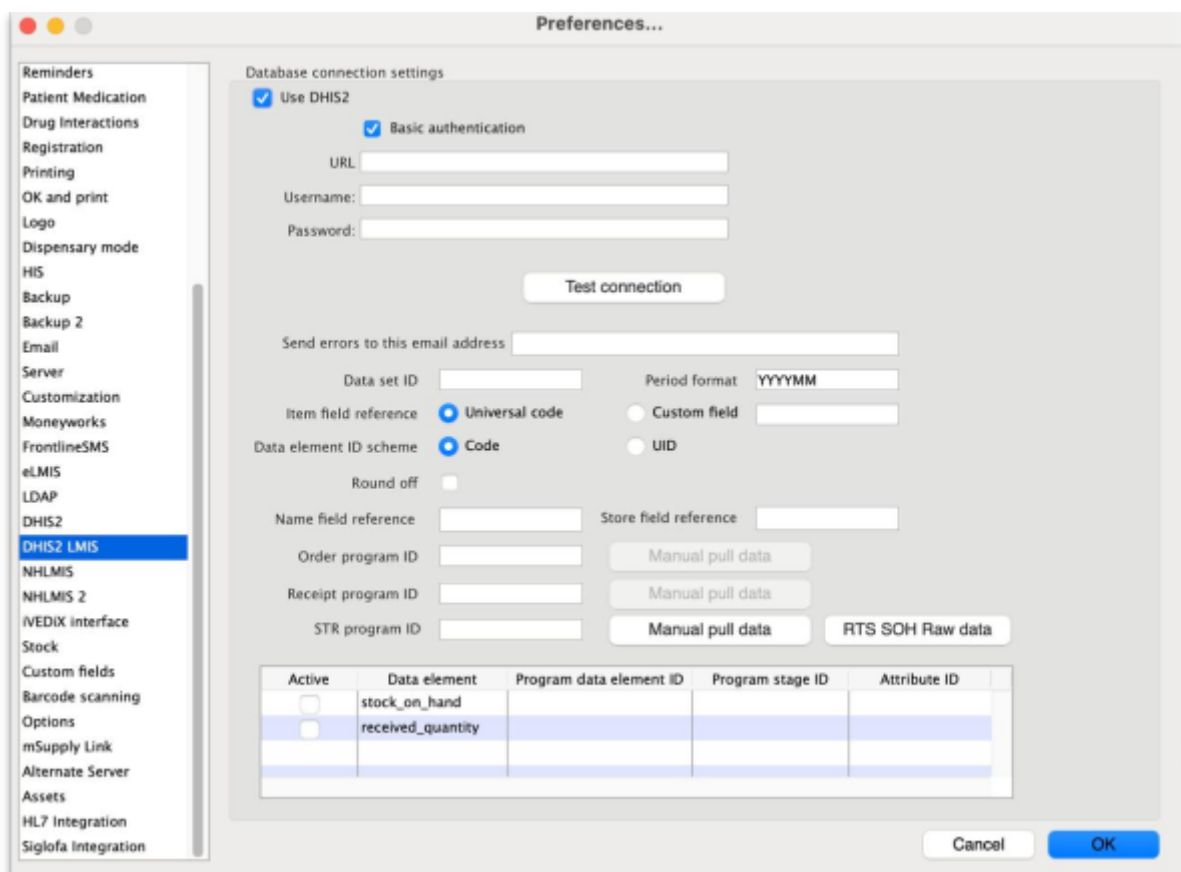 Preferences...
Reminders
Patient Medication
Drug Interactions
Registration
Printing
OK and print
Logo
Dispensary mode
HIS
Backup
Backup 2
Email
Server
Customization
Moneyworks
FrontlineSMS
eLMIS
LDAP
DHIS2
DHIS2 LMIS
NHLMIS
NHLMIS 2
iVEDiX interface
Stock
Custom fields
Barcode scanning
Options
mSupply Link
Alternate Server
Assets
HL7 Integration
Siglofa Integration
Database connection settings
Use DHIS2
Basic authentication
URL
Username:
Password:
Test connection
Send errors to this email address
Data set ID Period format YYYYMM
Item field reference Universal code Custom field
Data element ID scheme Code UID
Round off
Name field reference Store field reference
Order program ID Manual pull data
Receipt program ID Manual pull data
STR program ID Manual pull data RTS SOH Raw data
Active Data element Program data element ID Program stage ID Attribute ID
stock_on_hand
received_quantity
Cancel OK